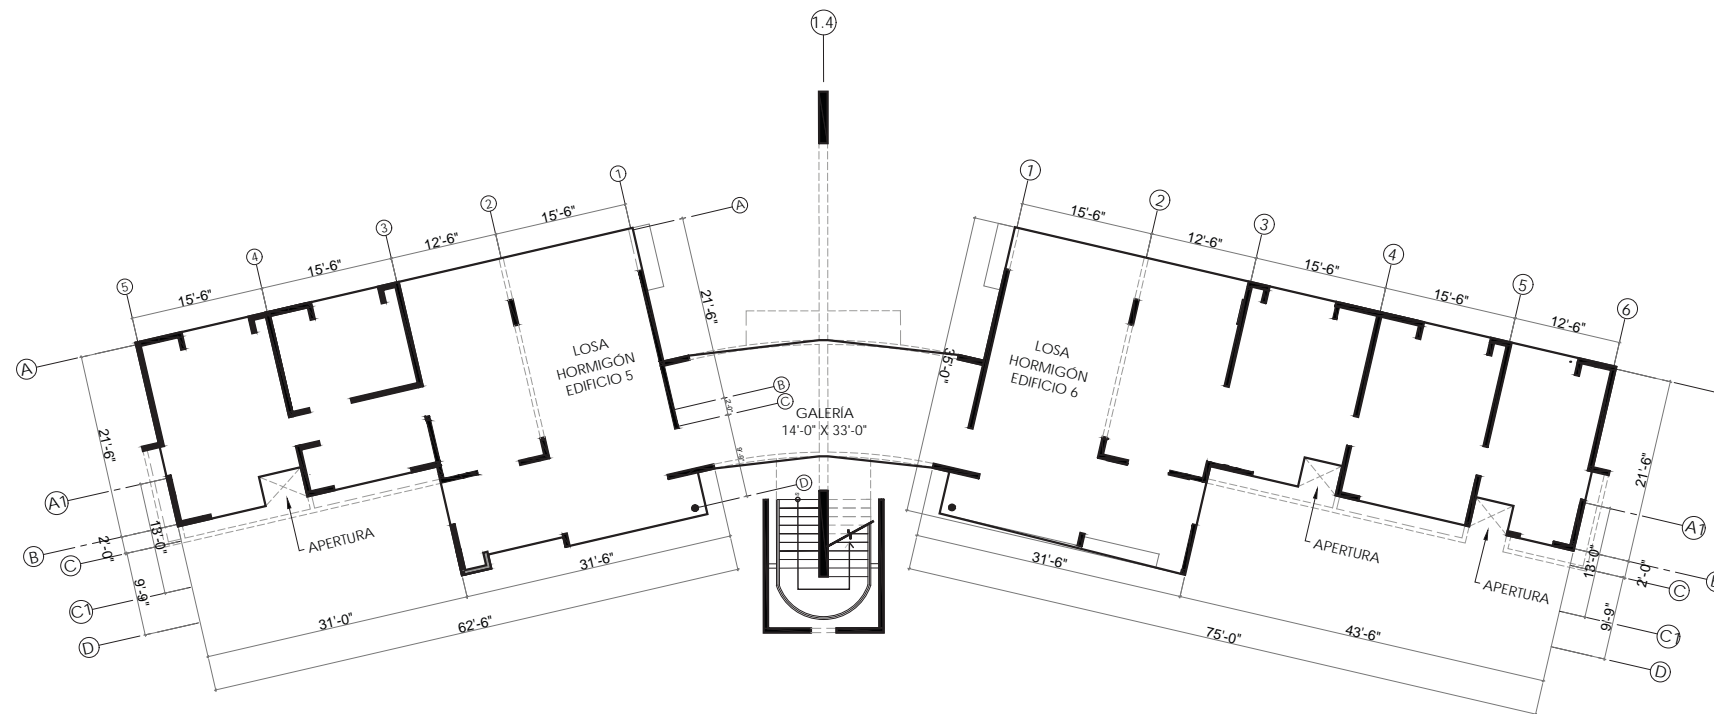 1.4
5
4
3
2
1
15'-6"
15'-6"
12'-6"
15'-6"
A
A
21'-6"
LOSA
HORMIGÓN
EDIFICIO 5
B
C
2'-0"
D
A
21'-6"
A1
B
C
2'-0"
13'-0"
9'-9"
C1
D
APERTURA
31'-0"
31'-6"
62'-6"
GALERÍA
14'-0" X 33'-0"
1
2
3
4
5
6
15'-6"
12'-6"
15'-6"
15'-6"
12'-6"
35'-0"
LOSA
HORMIGÓN
EDIFICIO 6
APERTURA
APERTURA
21'-6"
A1
13'-0"
2'-0"
C
9'-9"
C1
D
31'-6"
43'-6"
75'-0"